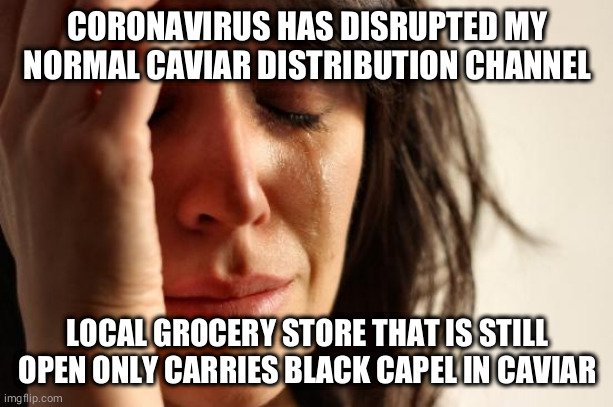 CORONAVIRUS HAS DISRUPTED MY
NORMAL CAVIAR DISTRIBUTION CHANNEL
LOCAL GROCERY STORE THAT IS STILL
OPEN ONLY CARRIES BLACK CAPEL IN CAVIAR
imgflip.com